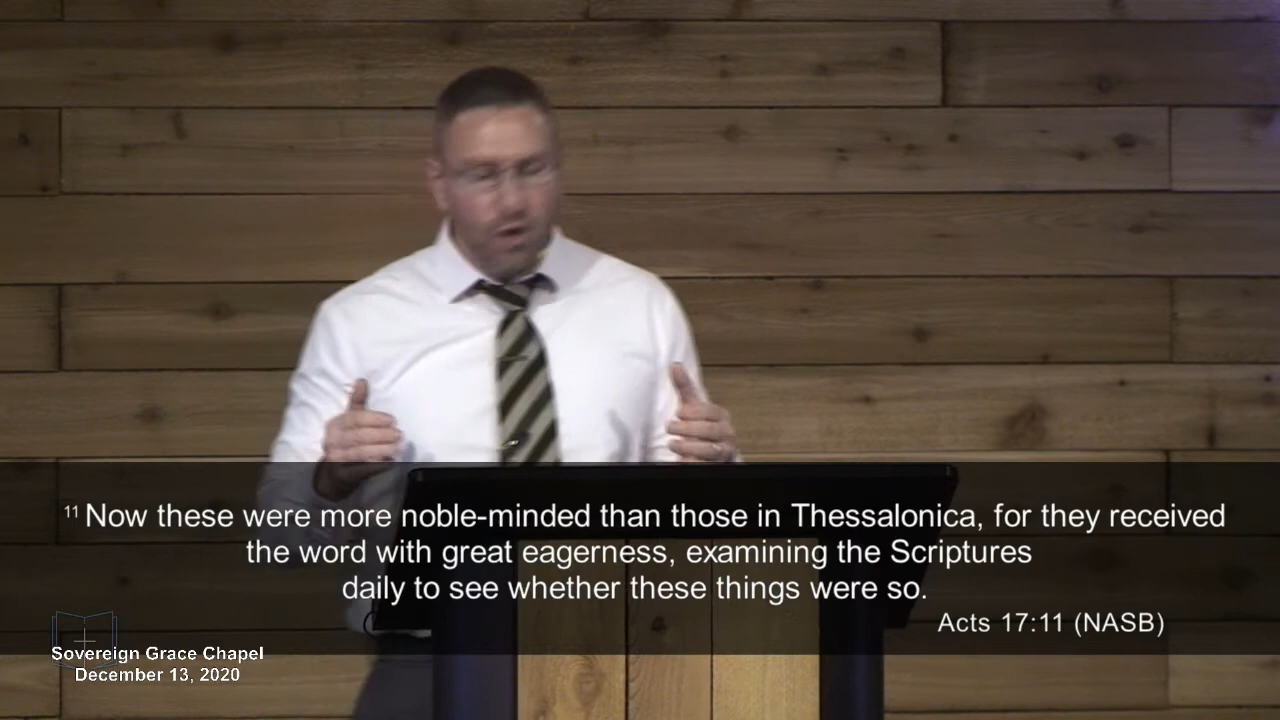 11 Now these were more noble-minded than those in Thessalonica, for they received
the word with great eagerness, examining the Scriptures
daily to see whether these things were so.
Acts 17:11 (NASB)
Sovereign Grace Chapel
December 13, 2020